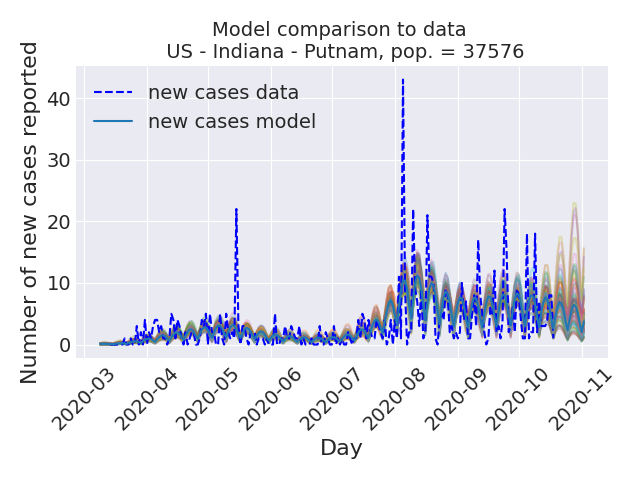 Model comparison to data
US - Indiana - Putnam, pop. = 37576
Number of new cases reported
40
30
20
10
0
new cases data
new cases model
2020-03
2020-04
2020-05
2020-06
2020-07
2020-08
2020-09
2020-10
2020-11
Day